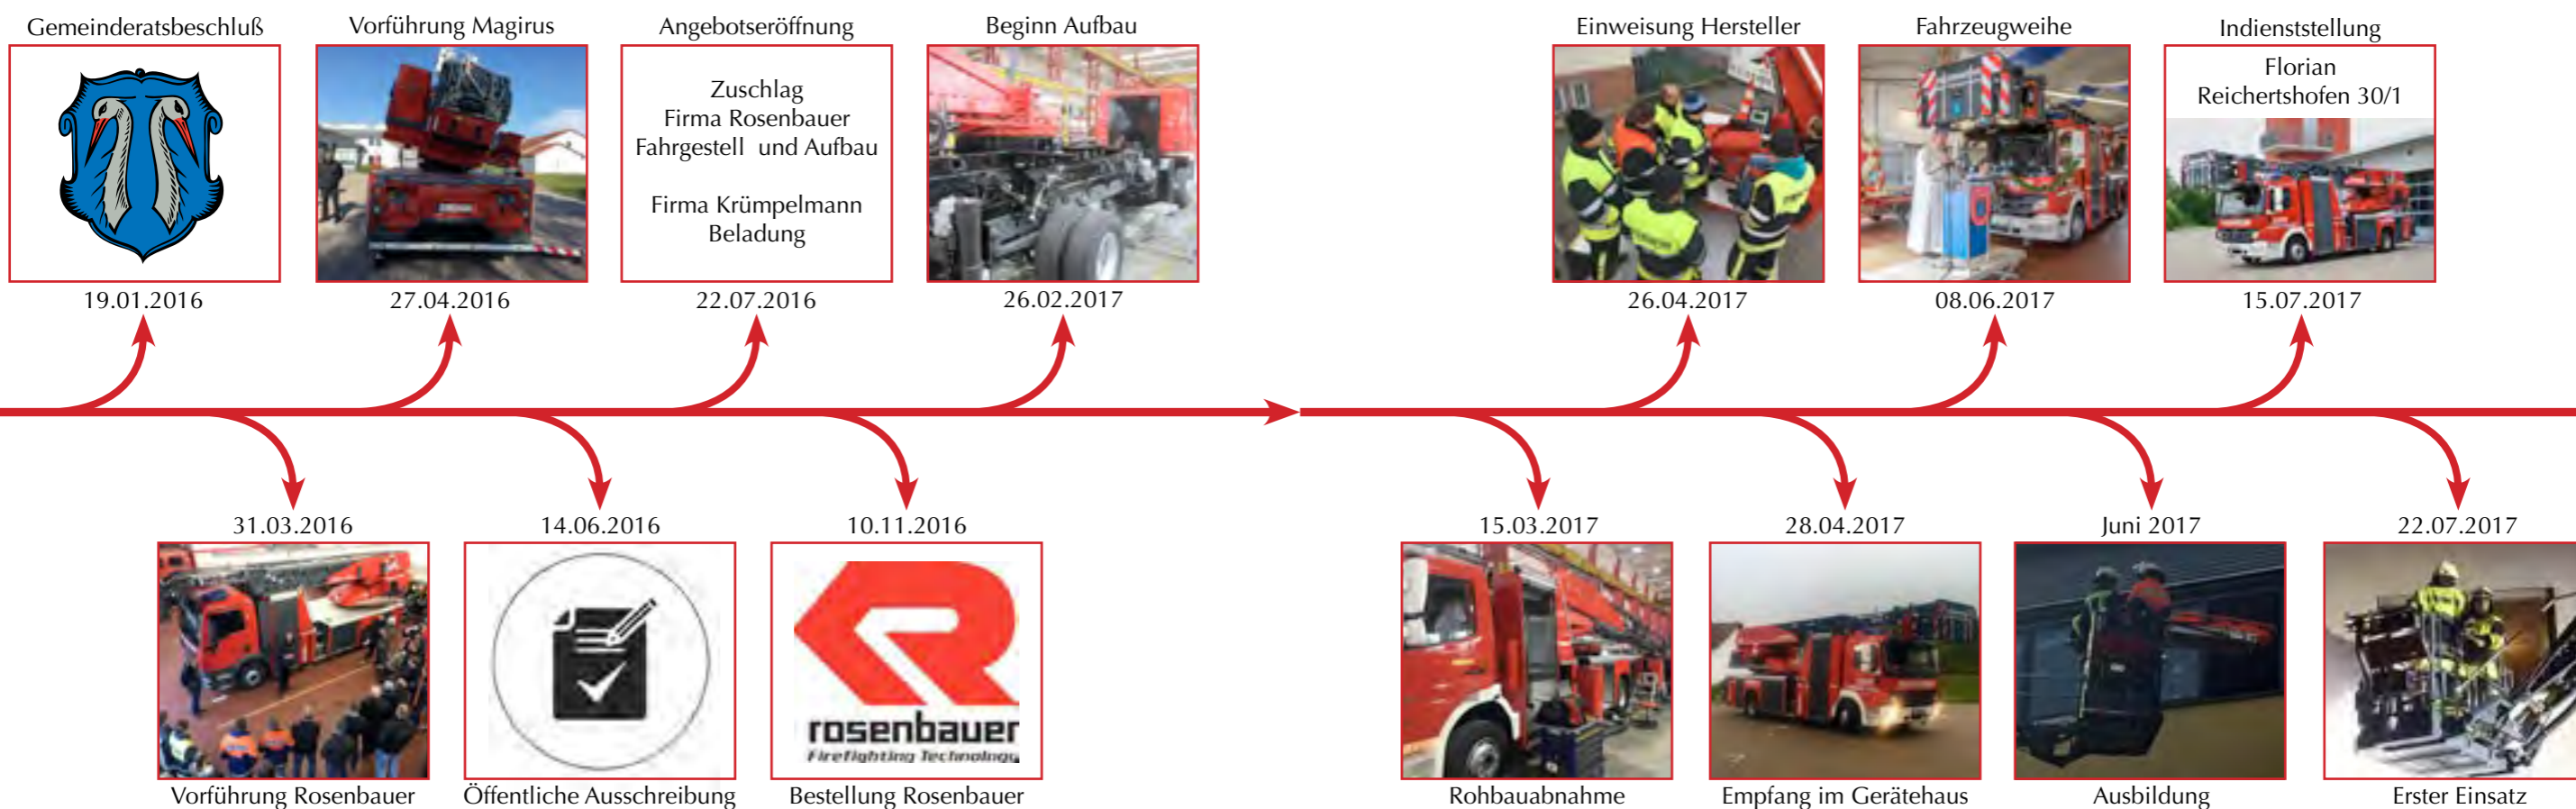 Gemeinderatsbeschluß
19.01.2016
31.03.2016
Vorführung Rosenbauer
Vorführung Magirus
27.04.2016
14.06.2016
Öffentliche Ausschreibung
Angebotseröffnung
Zuschlag
Firma Rosenbauer
Fahrgestell und Aufbau
Firma Krümpelmann
Beladung
22.07.2016
10.11.2016
rosenbauer
Firefighting Technology
Bestellung Rosenbauer
Beginn Aufbau
26.02.2017
15.03.2017
Rohbauabnahme
Einweisung Hersteller
26.04.2017
28.04.2017
Empfang im Gerätehaus
Fahrzeugweihe
08.06.2017
Juni 2017
Ausbildung
Indienststellung
Florian
Reichertshofen 30/1
15.07.2017
22.07.2017
Erster Einsatz